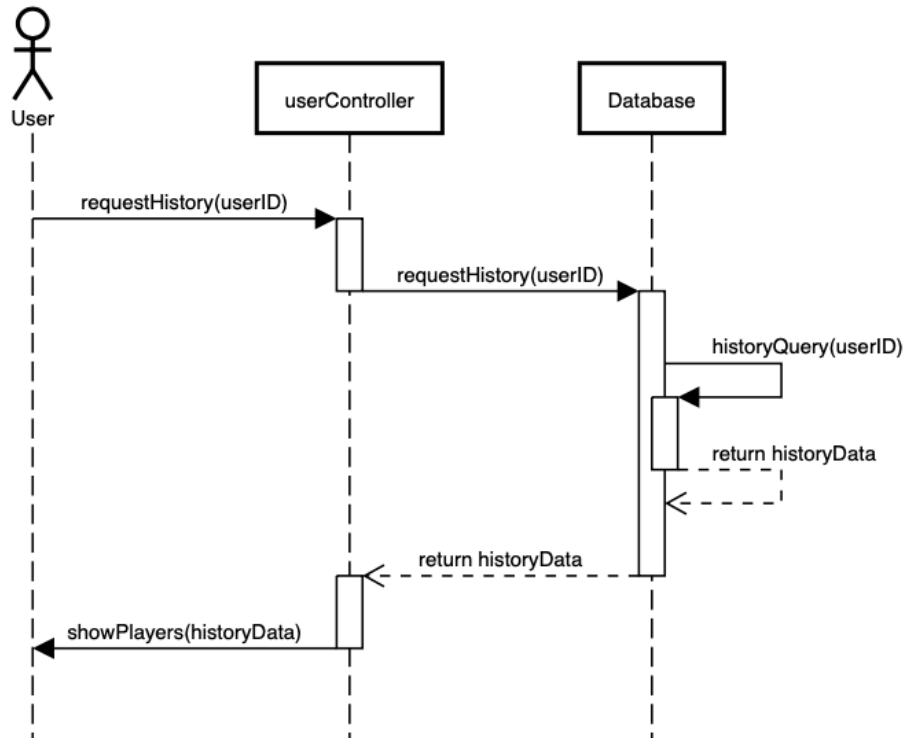 User
userController
Database
requestHistory(userID)
requestHistory(userID)
historyQuery(userID)
return historyData
return historyData
showPlayers(historyData)